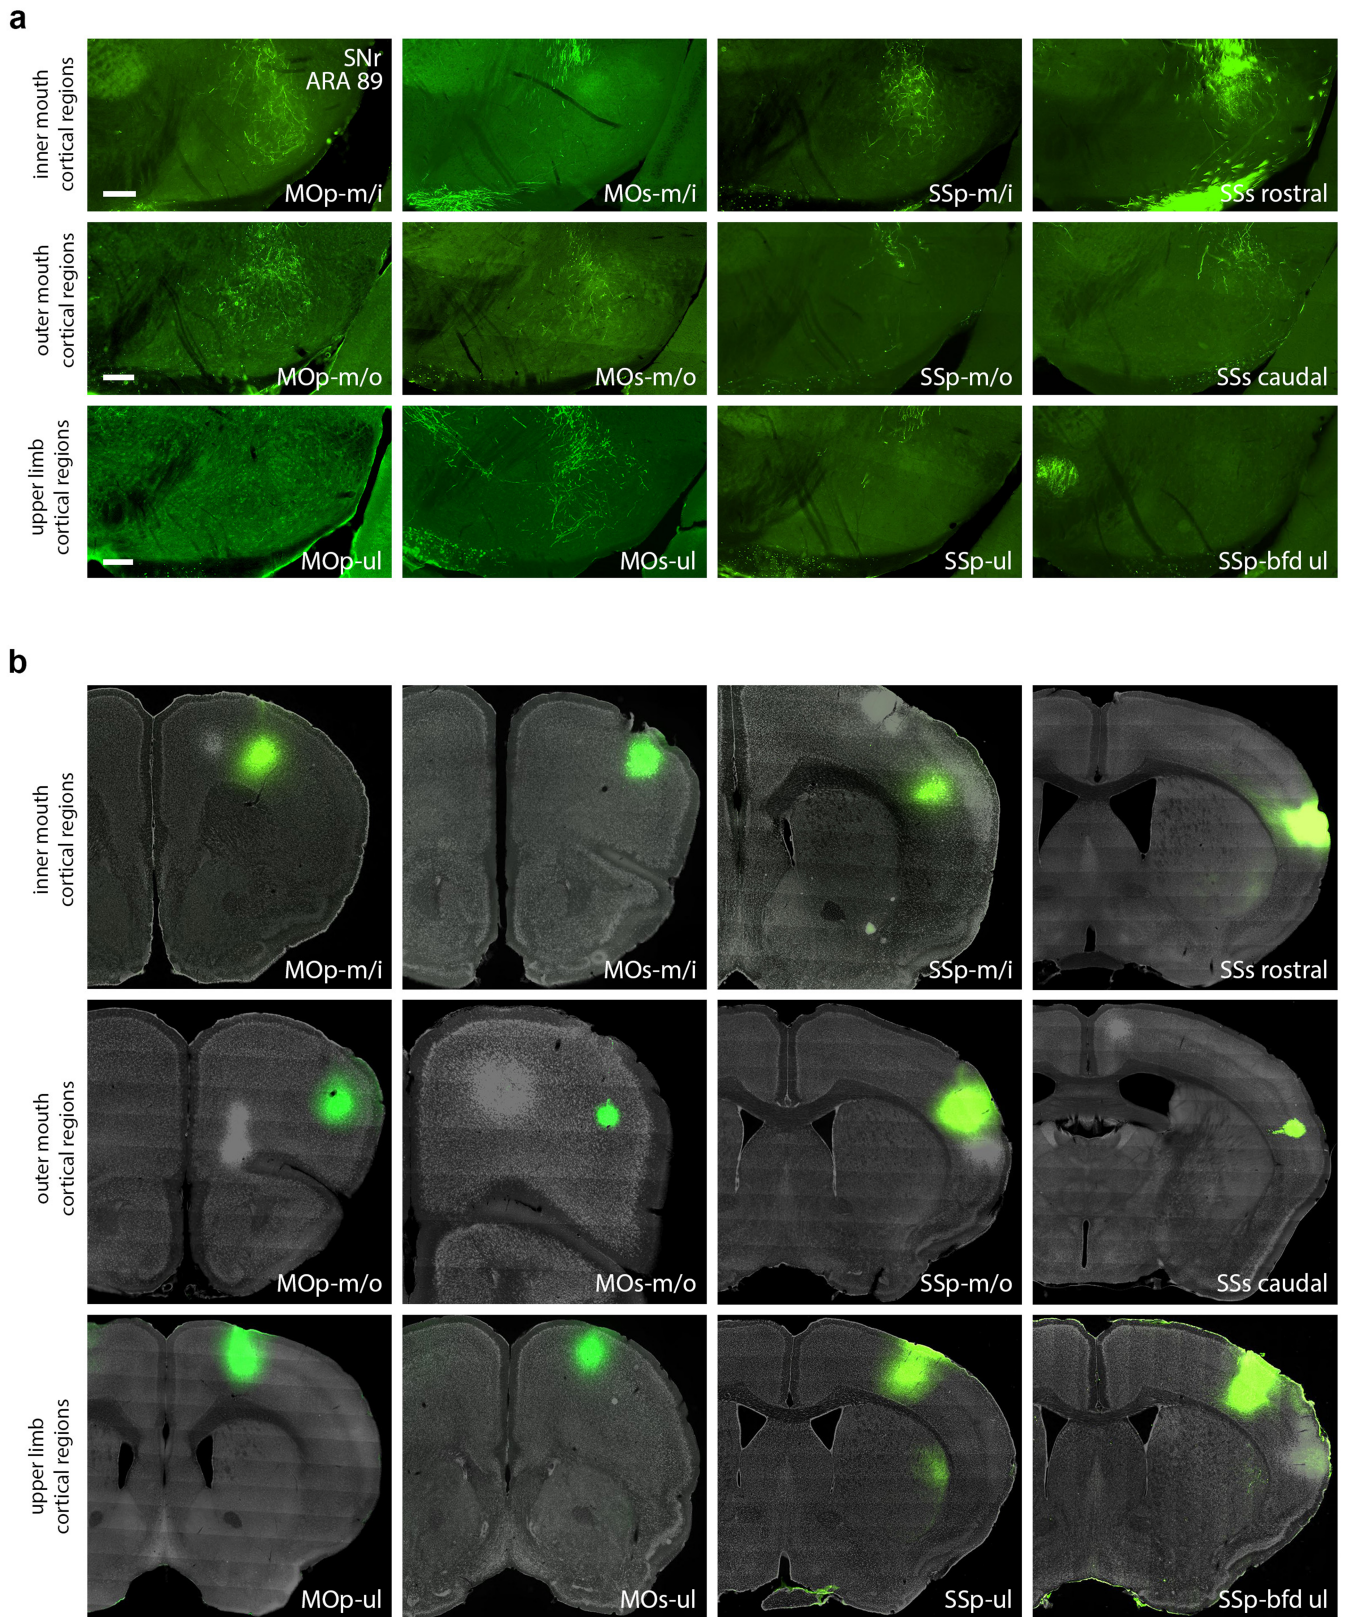 a
inner mouth
cortical regions
SNr
ARA 89
MOp-m/i
MOs-m/i
SSp-m/i
SSs rostral
outer mouth
cortical regions
MOp-m/o
MOs-m/o
SSp-m/o
SSs caudal
upper limb
cortical regions
MOp-ul
MOs-ul
SSp-ul
SSp-bfd ul
b
inner mouth
cortical regions
MOp-m/i
MOs-m/i
SSp-m/i
SSs rostral
outer mouth
cortical regions
MOp-m/o
MOs-m/o
SSp-m/o
SSs caudal
upper limb
cortical regions
MOp-ul
MOs-ul
SSp-ul
SSp-bfd ul